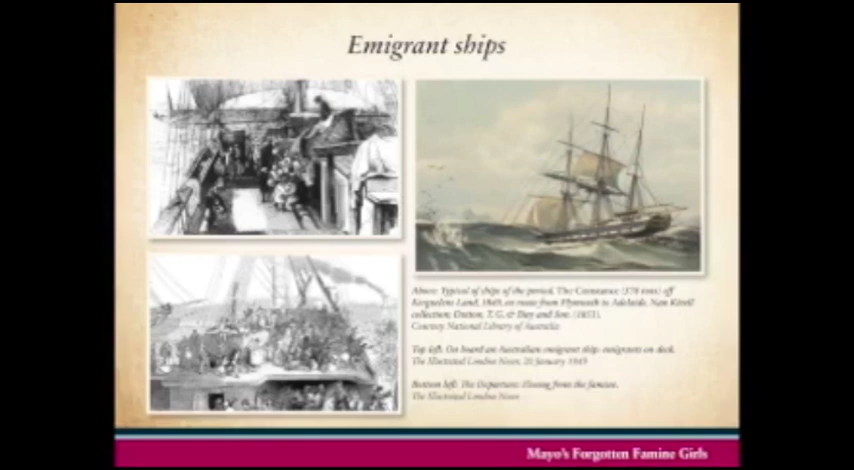 Emigrant ships
Above: Typical of ships of the period. The Constance (578 tons) off
Kerguelens Land, 1849, en route from Plymouth to Adelaide. Nan Kivell
collection; Dutton, T. G. & Day and Son. (1853).
Courtesy National Library of Australia
Top left: On board an Australian emigrant ship: emigrants on deck.
The Illustrated London News, 20 January 1849
Bottom left: The Departure: Fleeing from the famine.
The Illustrated London News
Mayo's Forgotten Famine Girls